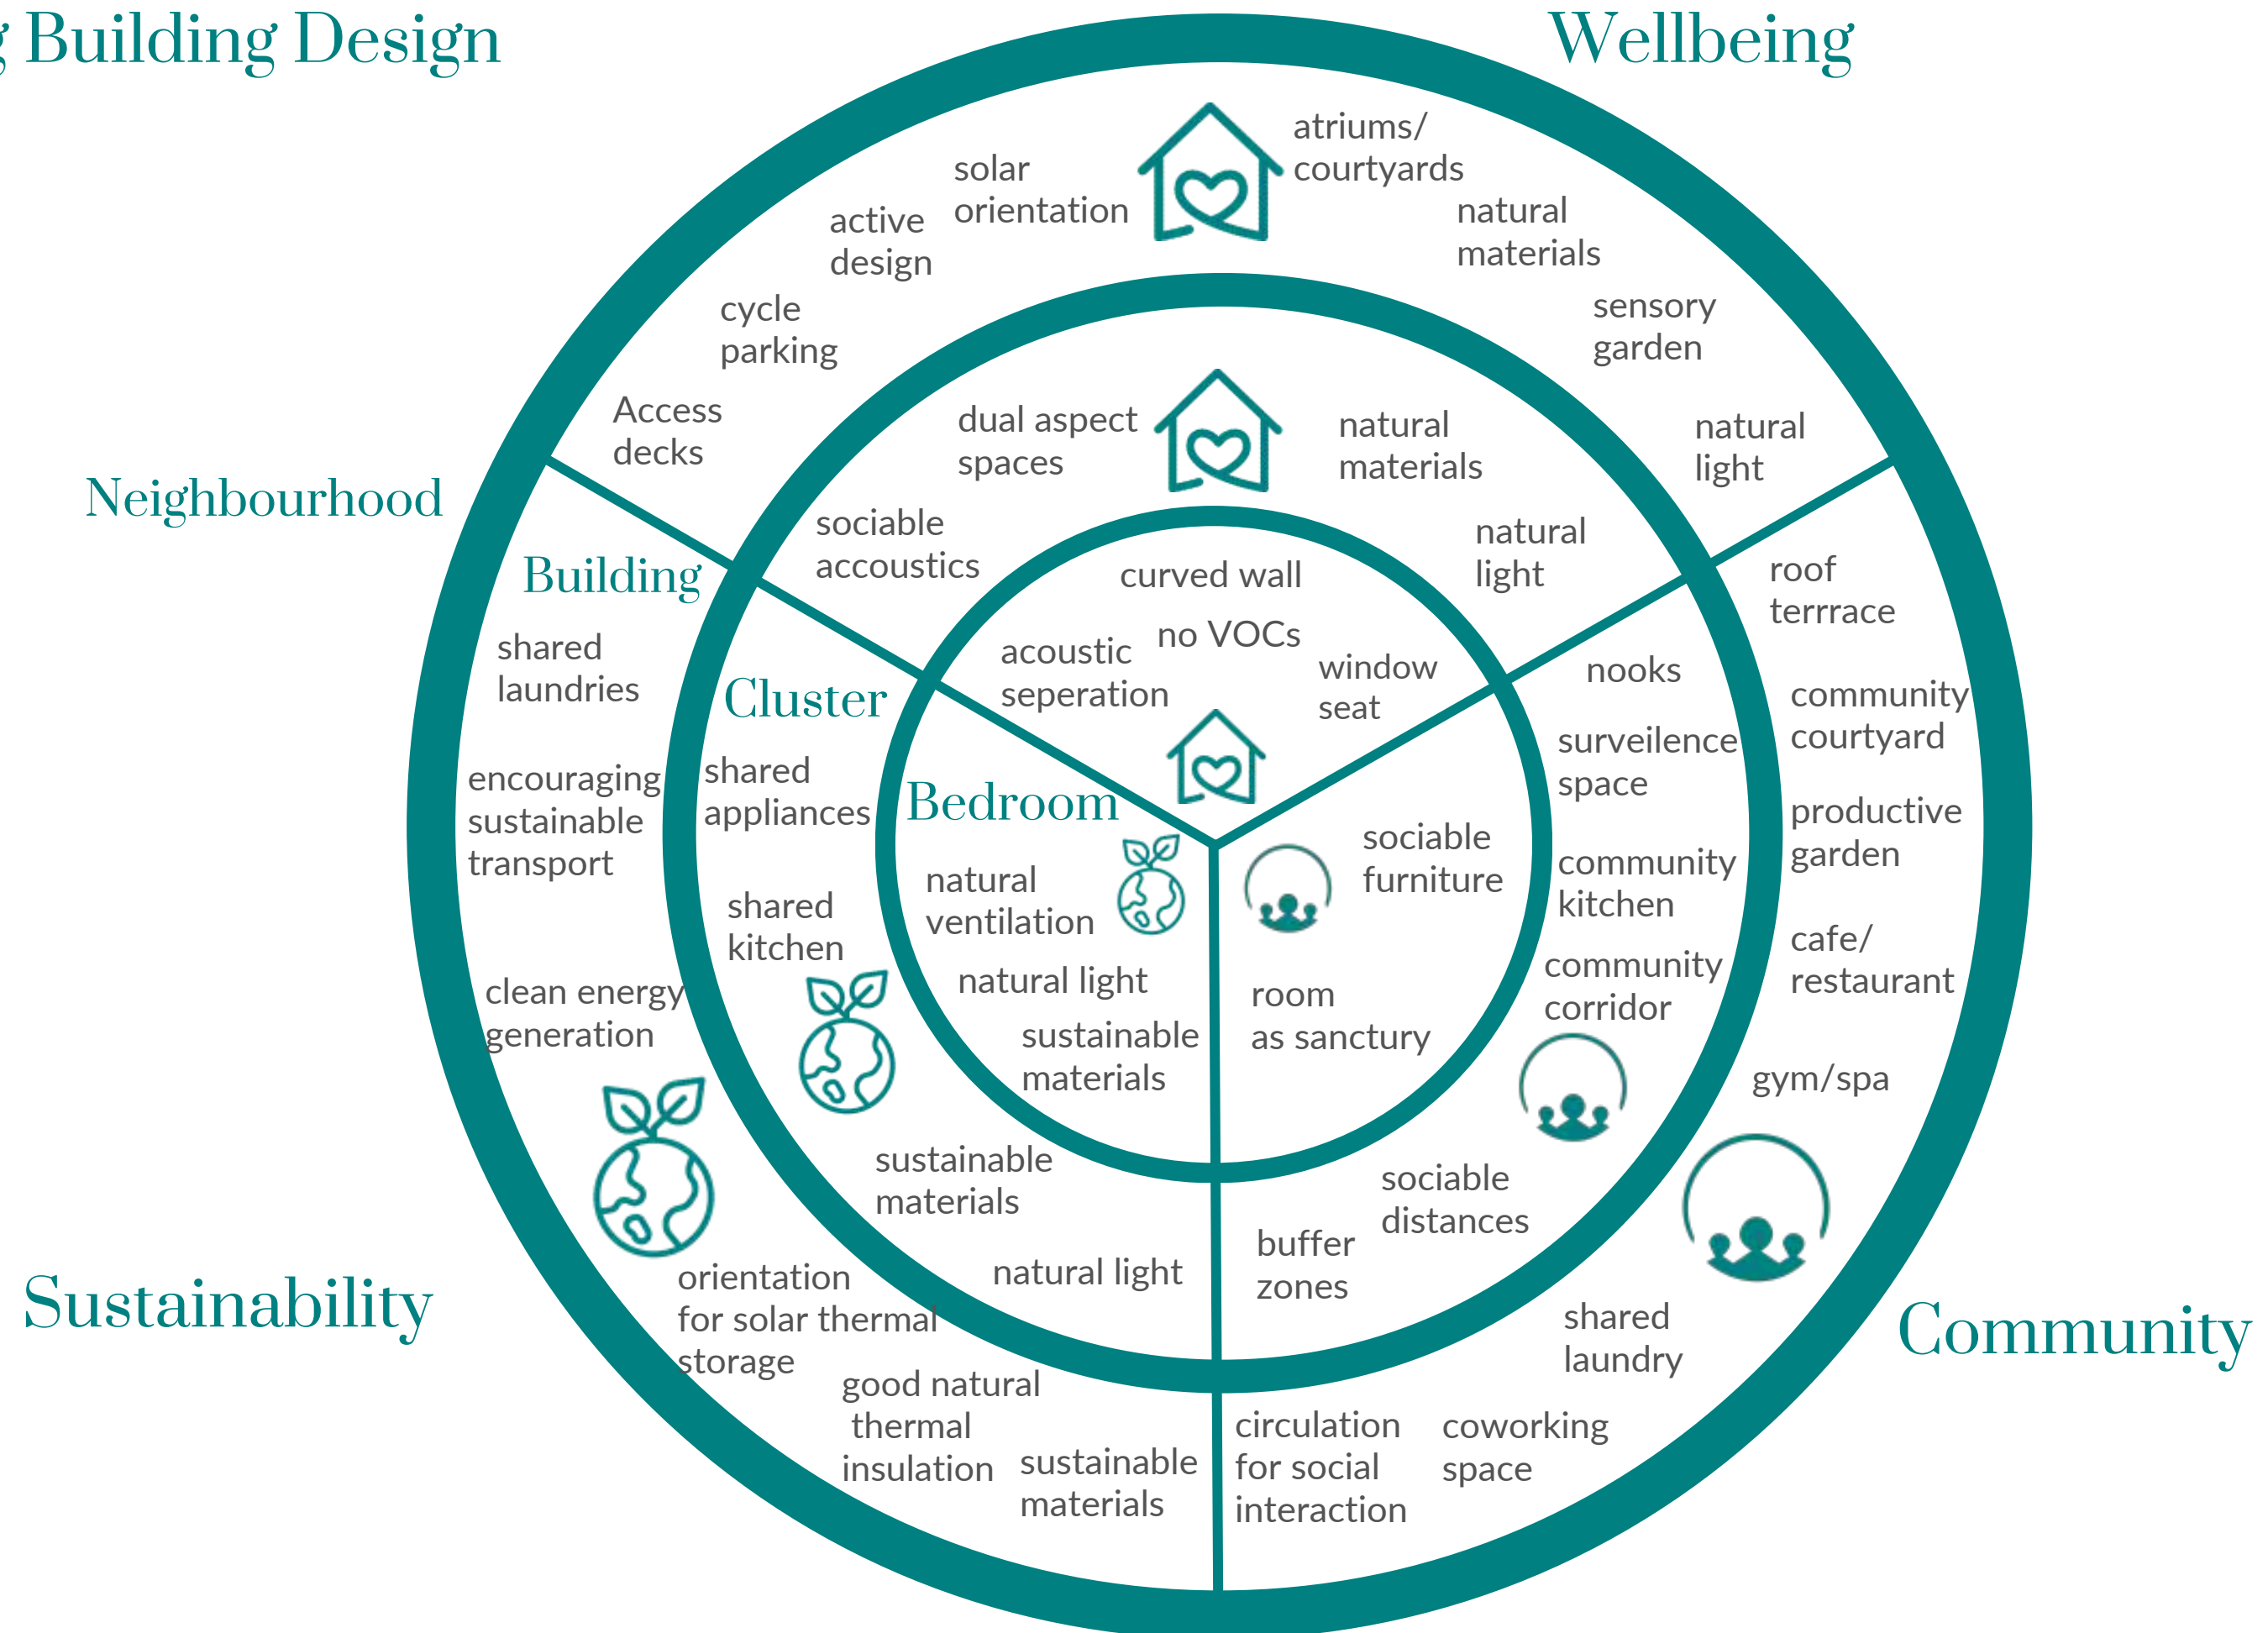 g Building Design
Wellbeing
atriums/
courtyards
solar
orientation
natural
materials
active
design
sensory
garden
cycle
parking
Access
decks
natural
light
dual aspect
spaces
natural
materials
sociable
accoustics
natural
light
Neighbourhood
Building
Cluster
Bedroom
curved wall
no VOCs
acoustic
seperation
window
seat
roof
terrrace
nooks
community
courtyard
surveilence
space
productive
garden
sociable
furniture
community
kitchen
cafe/
restaurant
community
corridor
room
as sanctury
gym/spa
sociable
distances
buffer
zones
shared
laundry
coworking
space
circulation
for social
interaction
Community
shared
laundries
encouraging
sustainable
transport
shared
appliances
natural
ventilation
shared
kitchen
natural light
clean energy
generation
sustainable
materials
sustainable
materials
natural light
orientation
for solar thermal
storage
good natural
thermal
insulation
sustainable
materials
Sustainability